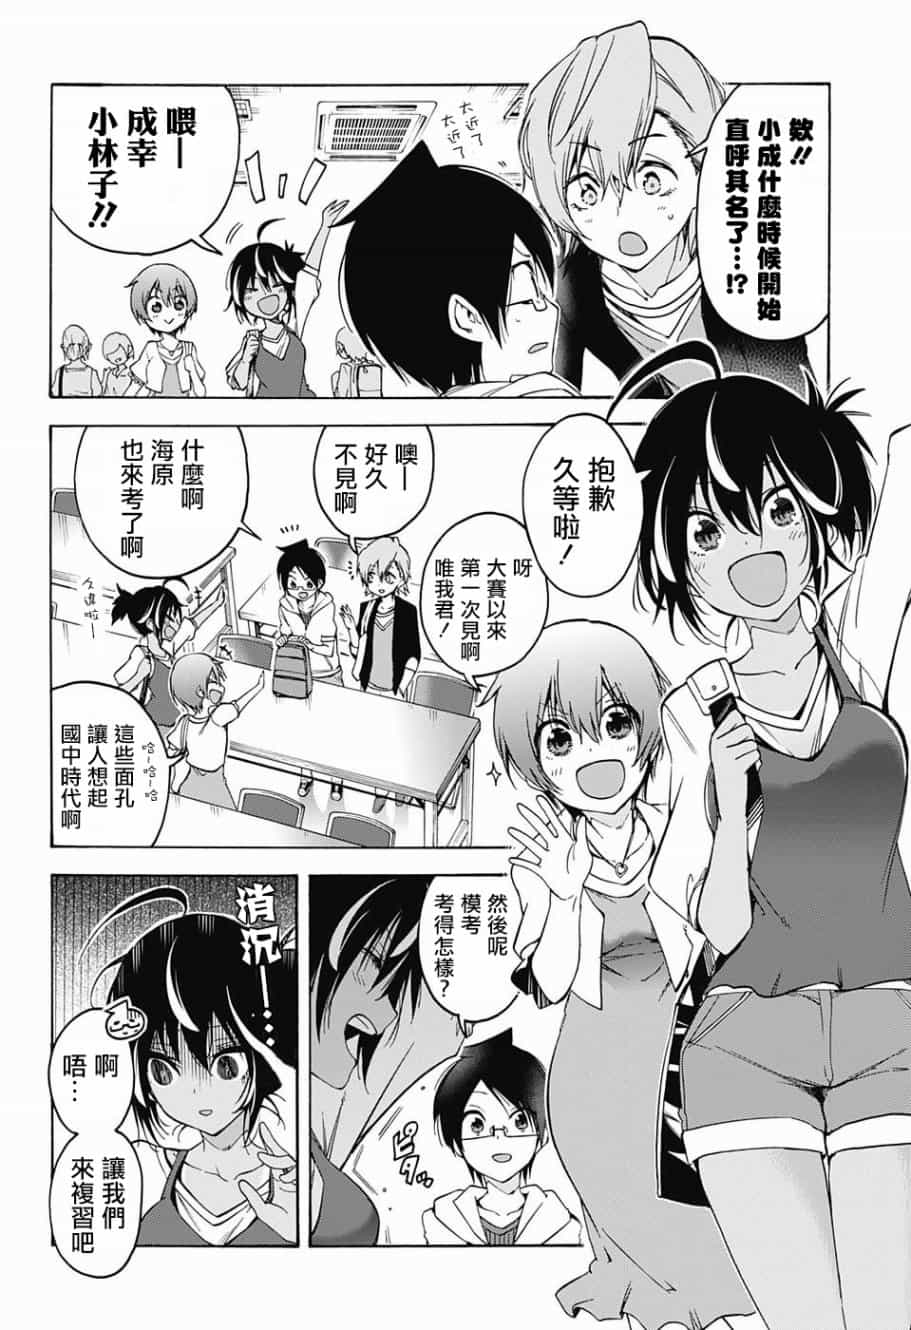 欸!!
小成什麼時候開始
直呼其名了…!?
太近了
太近了
喂—
成幸
小林子!!
抱歉
久等啦!
呀
大賽以來
第一次見啊
唯我君!
噢—
好久
不見啊
什麼啊
海原
也來考了啊
久違啦—
這些面孔
讓人想起
國中時代啊
哈~哈~哈
然後呢
模考
考得怎樣?
ピタッ
消沉—…
啊
唔…
讓我們
來複習吧